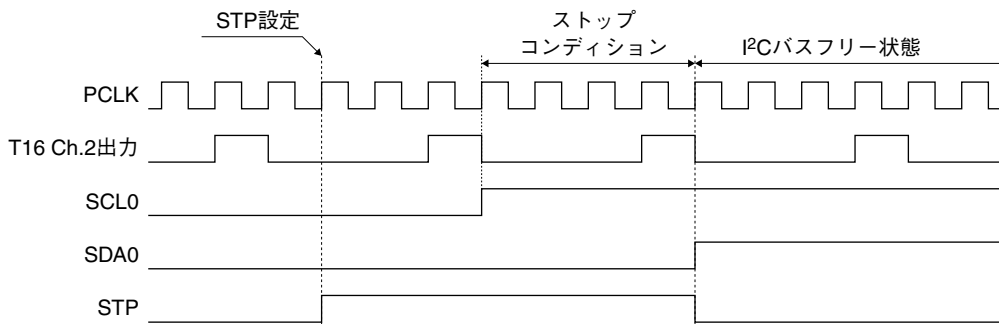 STP設定
ストップ
コンディション
I²Cバスフリー状態
PCLK
T16 Ch.2出力
SCL0
SDA0
STP